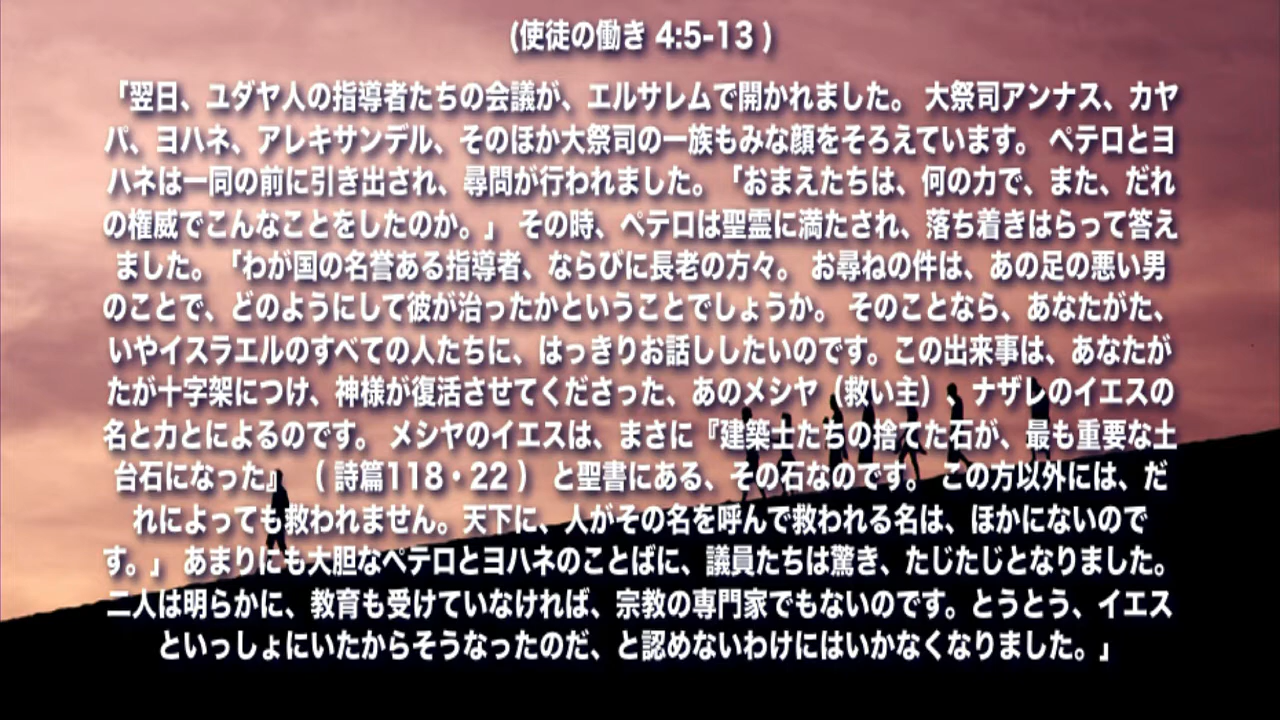 (使徒の働き 4:5-13 )
「翌日、ユダヤ人の指導者たちの会議が、エルサレムで開かれました。 大祭司アンナス、カヤ
パ、ヨハネ、アレキサンデル、そのほか大祭司の一族もみな顔をそろえています。 ペテロとヨ
ハネは一同の前に引き出され、尋問が行われました。「おまえたちは、何の力で、また、だれ
の権威でこんなことをしたのか。」 その時、ペテロは聖霊に満たされ、落ち着きはらって答え
ました。「わが国の名誉ある指導者、ならびに長老の方々。 お尋ねの件は、あの足の悪い男
のことで、どのようにして彼が治ったかということでしょうか。 そのことなら、あなたがた、
いやイスラエルのすべての人たちに、はっきりお話ししたいのです。この出来事は、あなたが
たが十字架につけ、神様が復活させてくださった、あのメシヤ（救い主）、ナザレのイエスの
名と力とによるのです。 メシヤのイエスは、まさに『建築士たちの捨てた石が、最も重要な土
台石になった』 （ 詩篇118・22 ） と聖書にある、その石なのです。 この方以外には、だ
れによっても救われません。天下に、人がその名を呼んで救われる名は、ほかにないので
す。」 あまりにも大胆なペテロとヨハネのことばに、議員たちは驚き、たじたじとなりました。
二人は明らかに、教育も受けていなければ、宗教の専門家でもないのです。とうとう、イエス
といっしょにいたからそうなったのだ、と認めないわけにはいかなくなりました。」